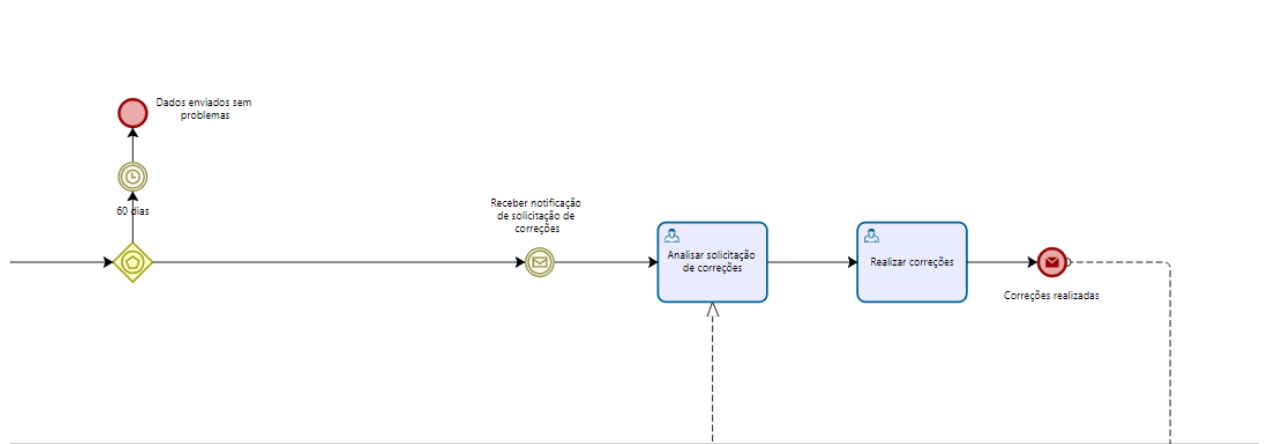 Dados enviados sem
problemas
60 dias
Receber notificação
de solicitação de
correções
Analisar solicitação
de correções
Realizar correções
Correções realizadas